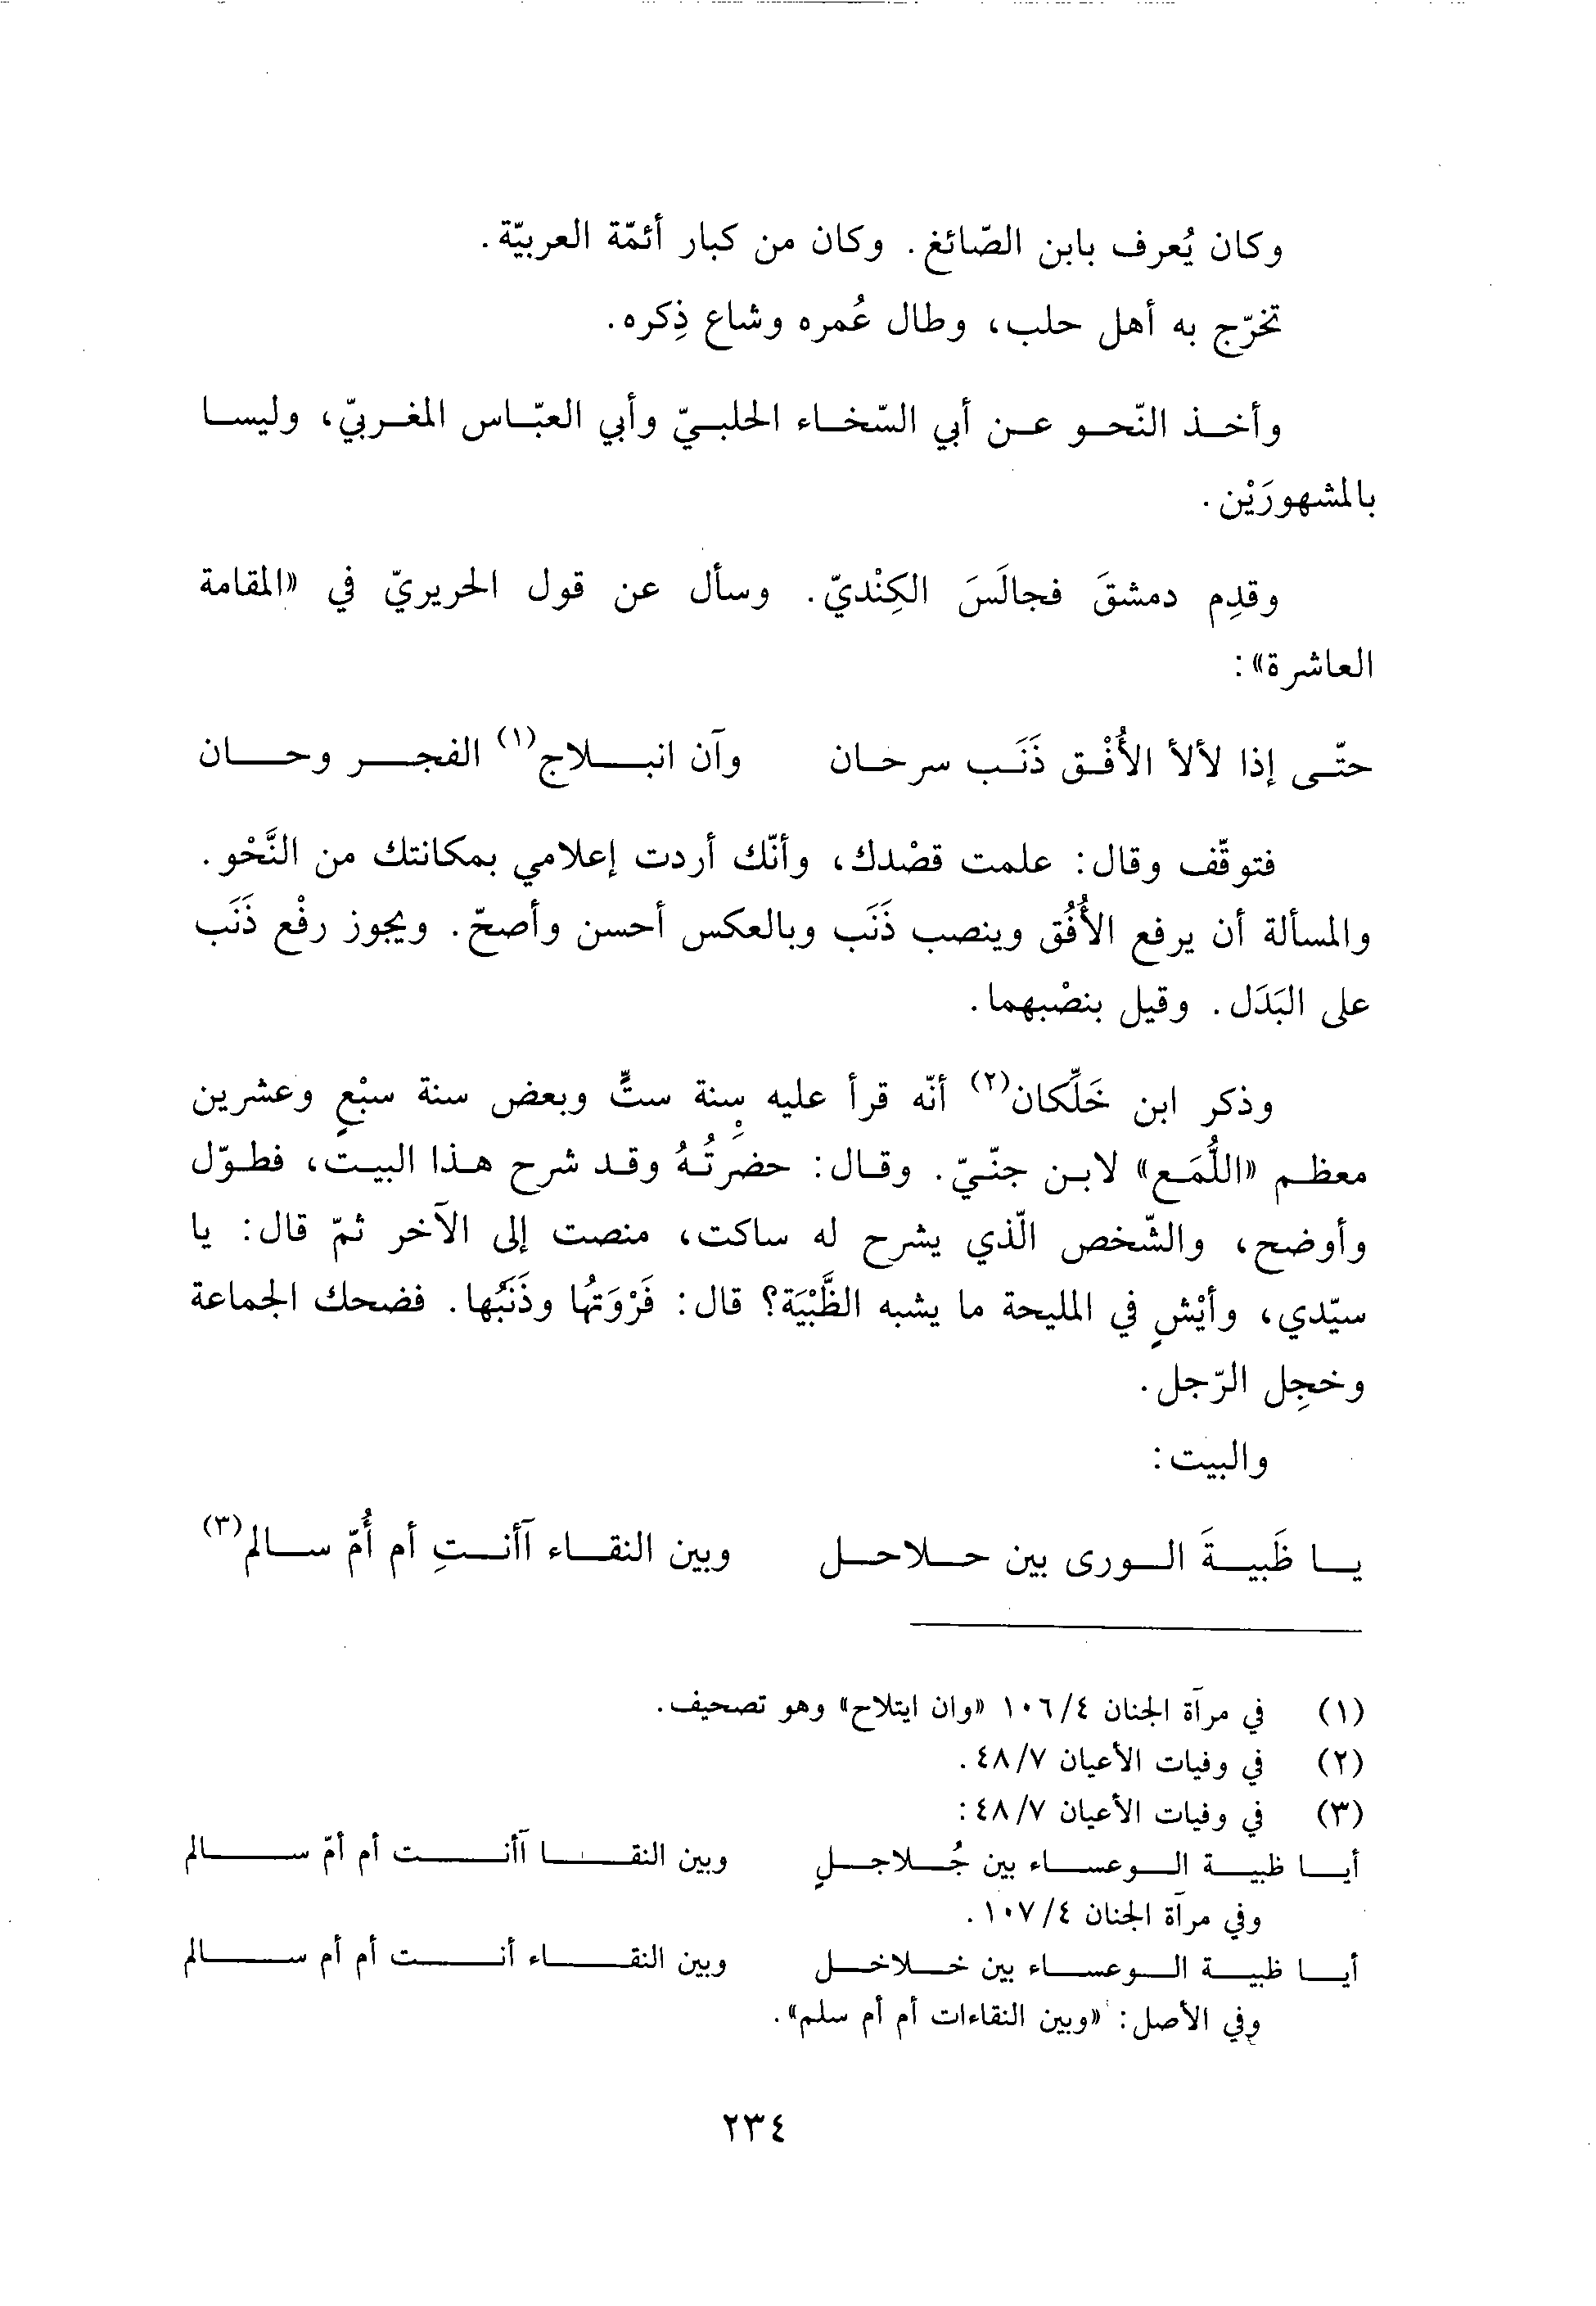 وكان يُعرف بابن الصّائغ. وكان من كبار أئمّة العربيّة.
تخرّج به أهل حلب، وطال عُمره وشاع ذِكره.
وأخذ النّحو عن أبي السّخاء الحلبيّ وأبي العبّاس المغربيّ، وليسا
بالمشهورَيْن.
وقدِم دمشقَ فجالَسَ الكِنْديّ. وسأل عن قول الحريريّ في «المقامة
العاشرة»:
حتّى إذا لألأ الأُفْق ذَنَب سرحان وآن انبلاج(١) الفجر وحان
فتوقّف وقال: علمت قصْدك، وأنّك أردت إعلامي بمكانتك من النَّحْو.
والمسألة أن يرفع الأُفُق وينصب ذَنَب وبالعكس أحسن وأصحّ. ويجوز رفْع ذَنَب
على البَدَل. وقيل بنصْبهما.
وذكر ابن خَلِّكان(٢) أنّه قرأ عليه سنة ستٍّ وبعض سنة سبْعٍ وعشرين
معظم «اللُّمَع» لابن جنّيّ. وقال: حضرْتُهُ وقد شرح هذا البيت، فطوّل
وأوضح، والشّخص الّذي يشرح له ساكت، منصت إلى الآخر ثمّ قال: يا
سيّدي، وأيْشٍ في المليحة ما يشبه الظَّبْيَة؟ قال: قَرْوَتُها وذَنَبُها. فضحك الجماعة
وخجِل الرّجل.
والبيت:
يا ظَبيةَ الورى بين حلاحل وبين النقاء آأنتِ أم أُمّ سالم(٣)
(١) في مرآة الجنان ١٠٦/٤ «وان ايتلاح» وهو تصحيف.
(٢) في وفيات الأعيان ٤٨/٧.
(٣) في وفيات الأعيان ٤٨/٧:
أيا ظبية الوعساء بين جُلاجلٍ وبين النقا آأنت أم أمّ سالم
وفي مرآة الجنان ١٠٧/٤.
أيا ظبية الوعساء بين خلاخل وبين النقاء أنت أم أم سالم
وفي الأصل: «وبين النقاءات أم أم سلم».
٢٣٤